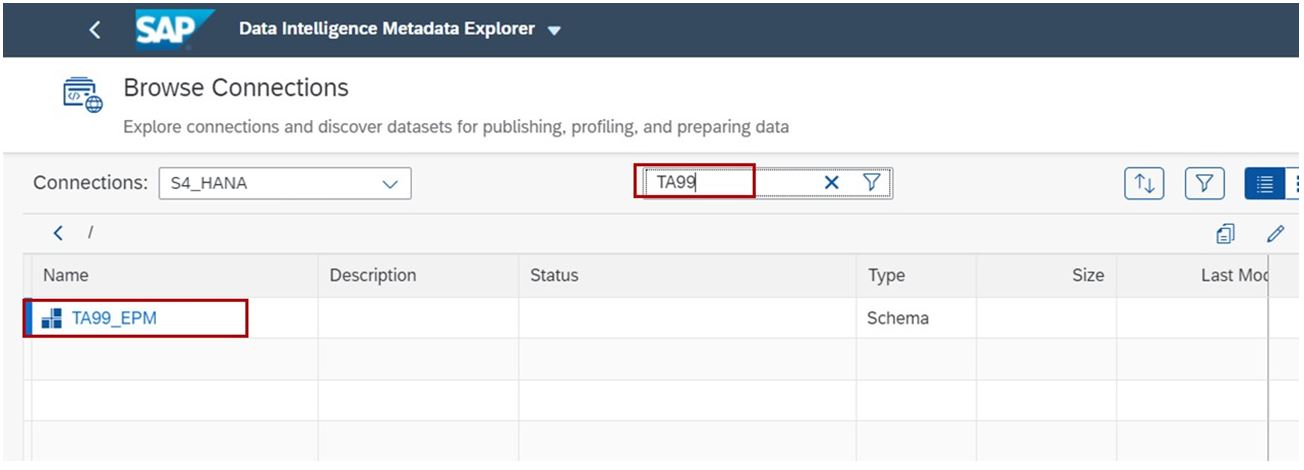 SAP Data Intelligence Metadata Explorer
Browse Connections
Explore connections and discover datasets for publishing, profiling, and preparing data
Connections: S4_HANA TA99
/
Name Description Status Type Size Last Mod
TA99_EPM Schema